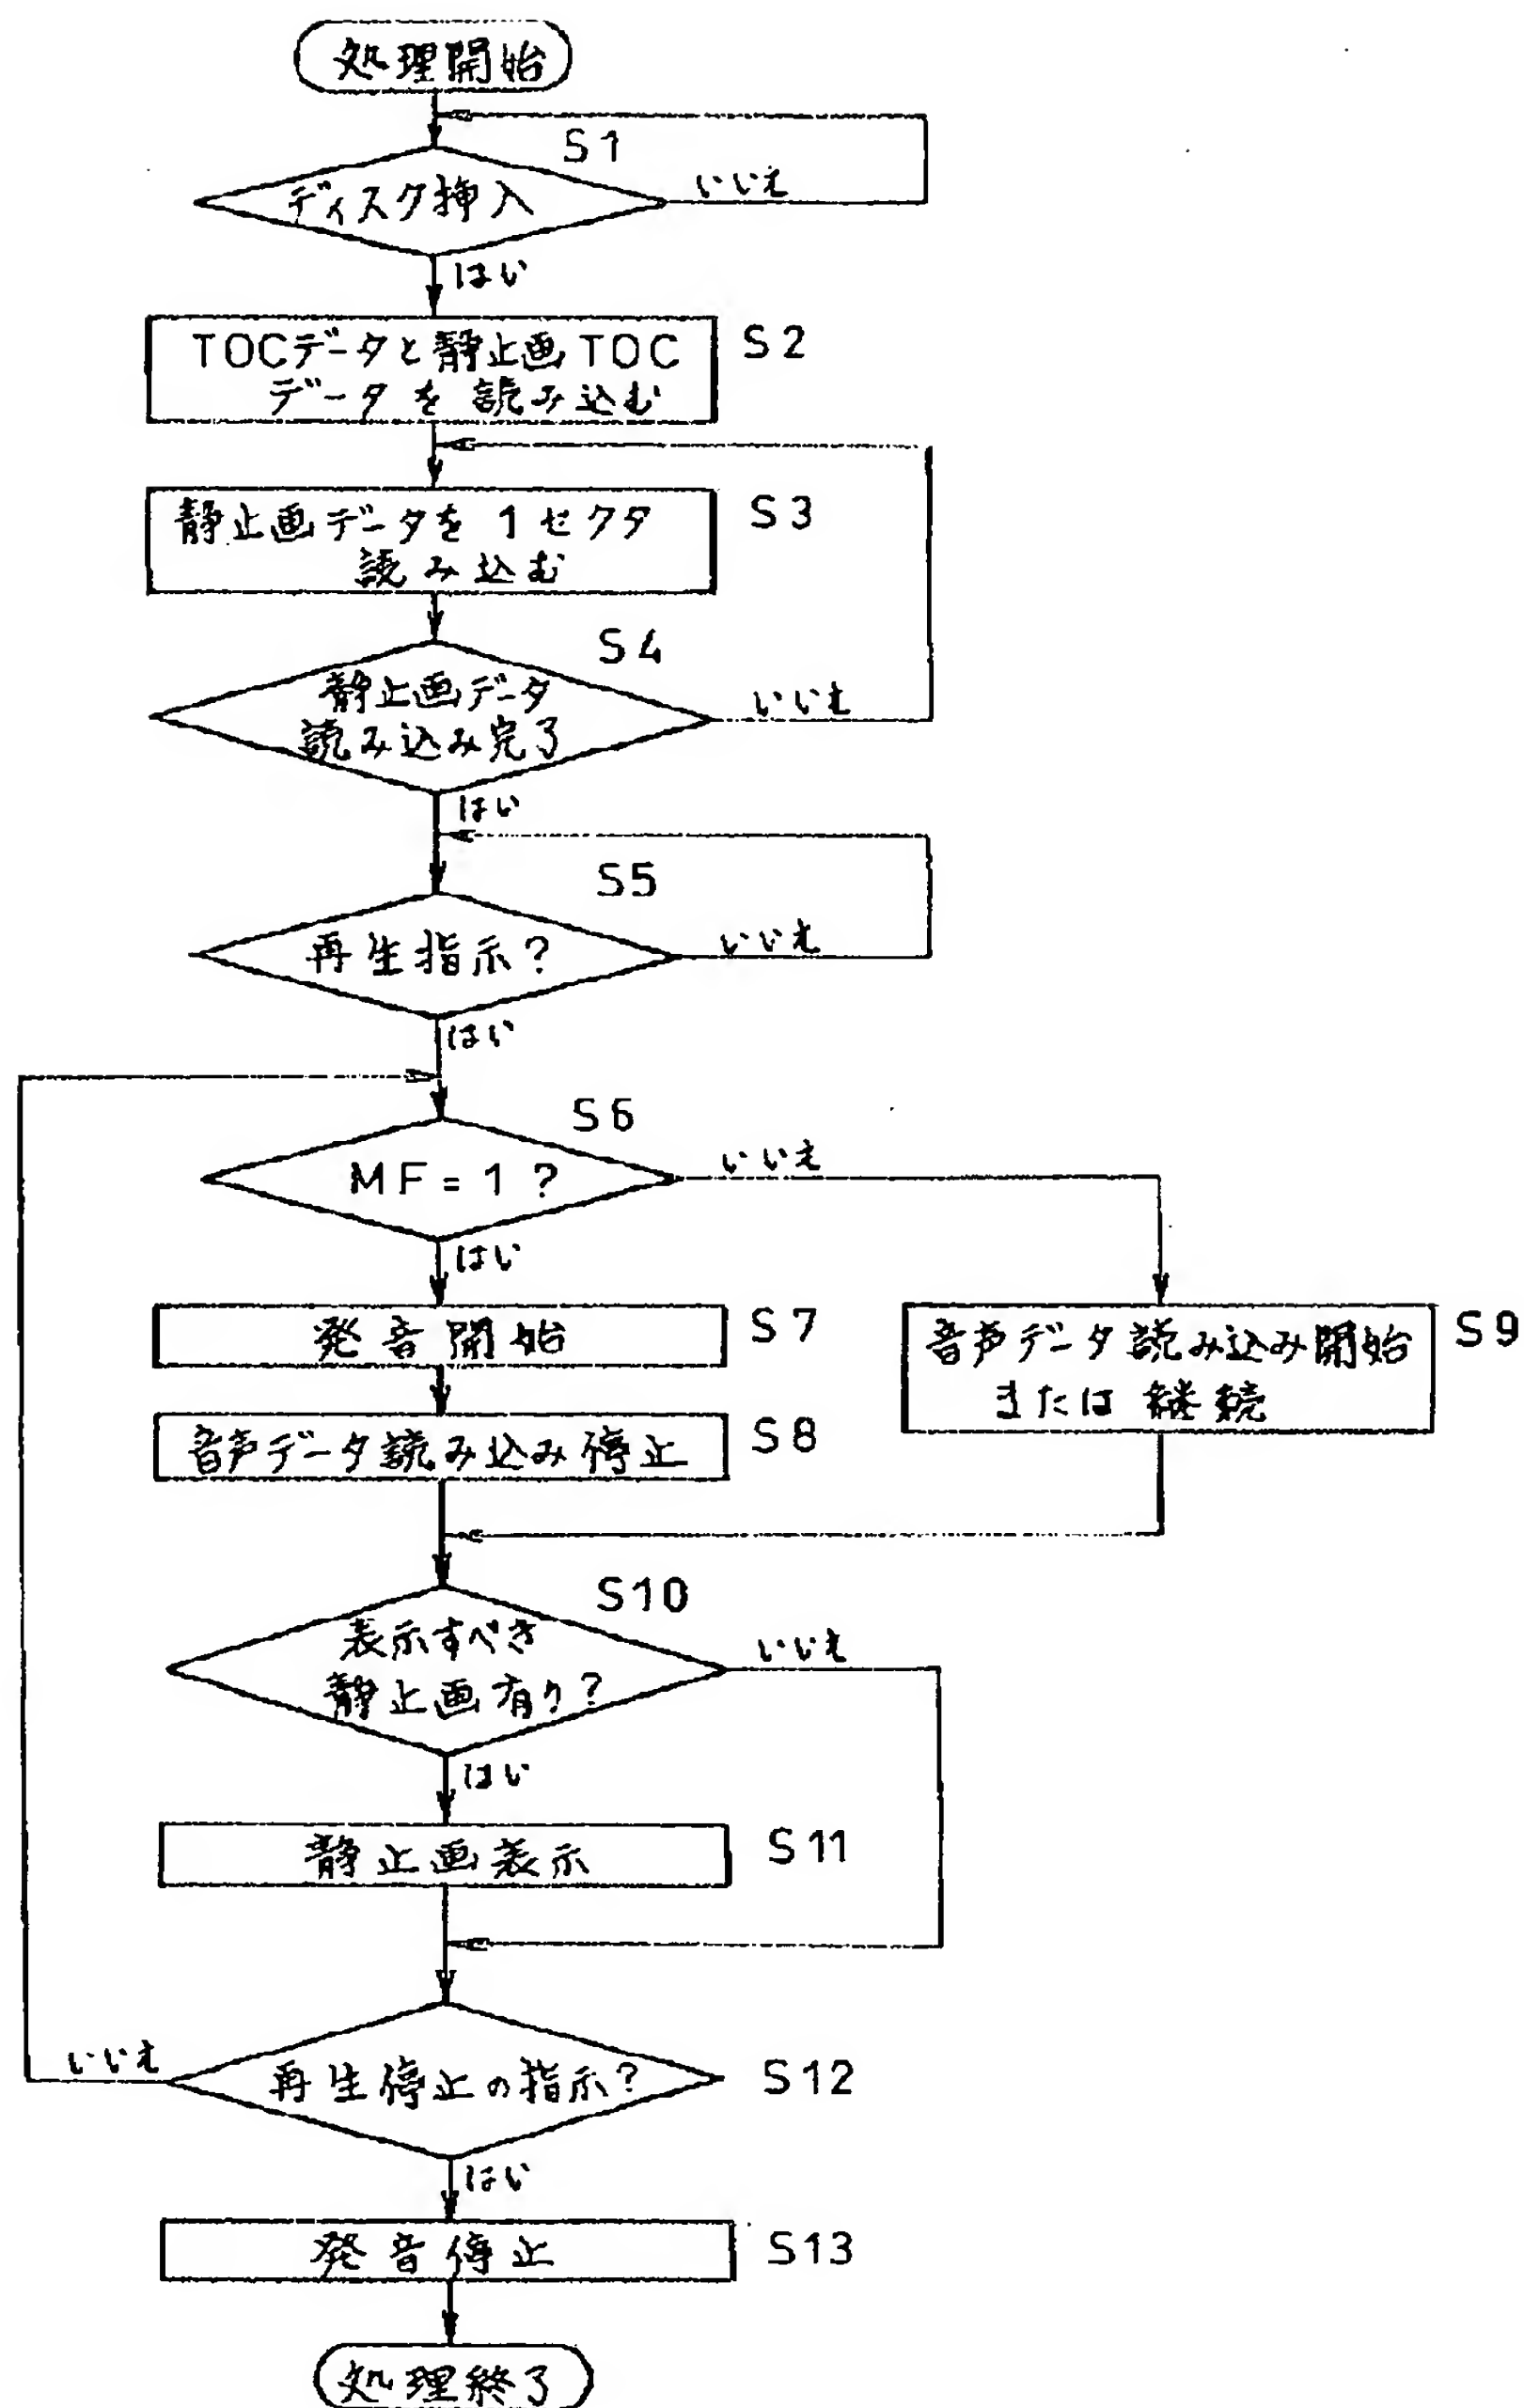 処理開始
S1
ディスク挿入
いいえ
はい
TOCデータと静止画TOC
データを読み込む
S2
静止画データを1セクタ
読み込む
S3
S4
静止画データ
読み込み完了
いいえ
はい
S5
再生指示?
いいえ
はい
S6
MF=1?
いいえ
はい
発音開始
S7
音声データ読み込み開始
または継続
S9
音声データ読み込み停止
S8
S10
表示すべき
静止画有り?
いいえ
はい
静止画表示
S11
いいえ
再生停止の指示?
S12
はい
発音停止
S13
処理終了